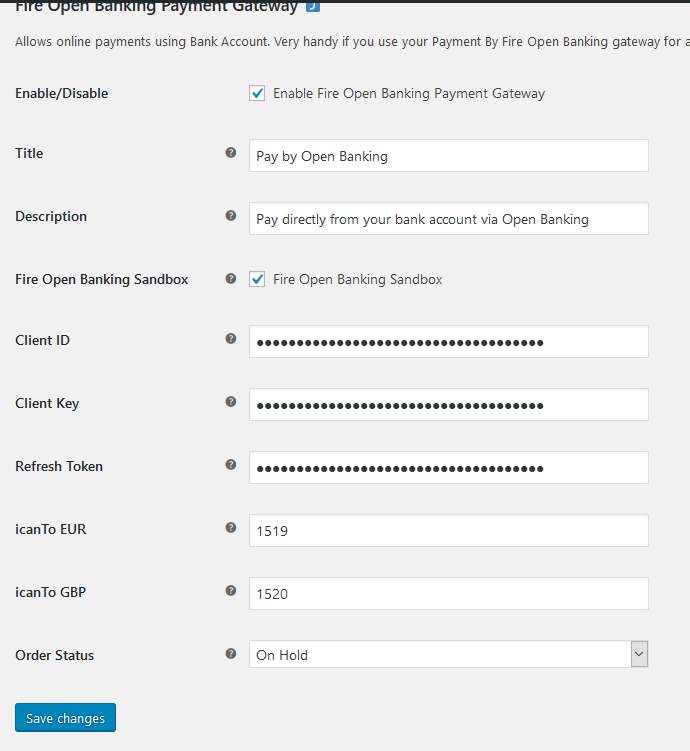 Fire Open Banking Payment Gateway
Allows online payments using Bank Account. Very handy if you use your Payment By Fire Open Banking gateway for a
Enable/Disable
Enable Fire Open Banking Payment Gateway
Title
Pay by Open Banking
Description
Pay directly from your bank account via Open Banking
Fire Open Banking Sandbox
Fire Open Banking Sandbox
Client ID
••••••••••••••••••••••••••••••••••••
Client Key
••••••••••••••••••••••••••••••••••••
Refresh Token
••••••••••••••••••••••••••••••••••••
icanTo EUR
1519
icanTo GBP
1520
Order Status
On Hold
Save changes